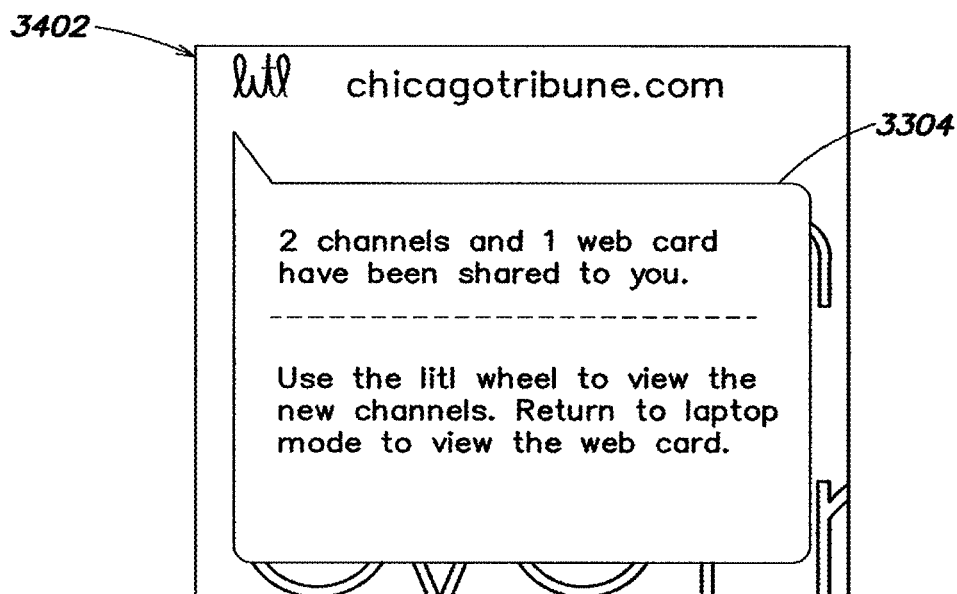 3402
litl chicagotribune.com
3304
2 channels and 1 web card
have been shared to you.
Use the litl wheel to view the
new channels. Return to laptop
mode to view the web card.